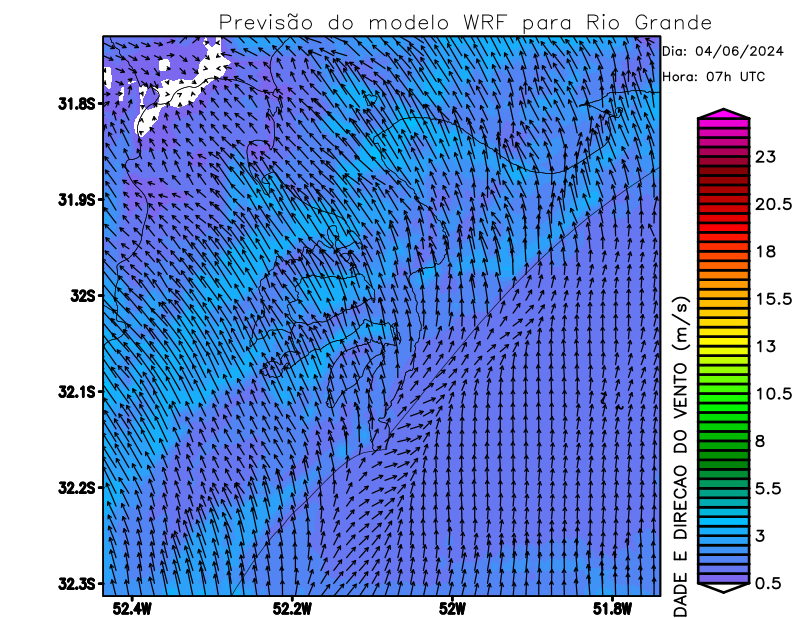 Previsão do modelo WRF para Rio Grande
Dia: 04/06/2024
Hora: 07h UTC
31.8S
31.9S
32S
32.1S
32.2S
32.3S
52.4W
52.2W
52W
51.8W
23
20.5
18
15.5
13
10.5
8
5.5
3
0.5
DADE E DIRECAO DO VENTO (m/s)